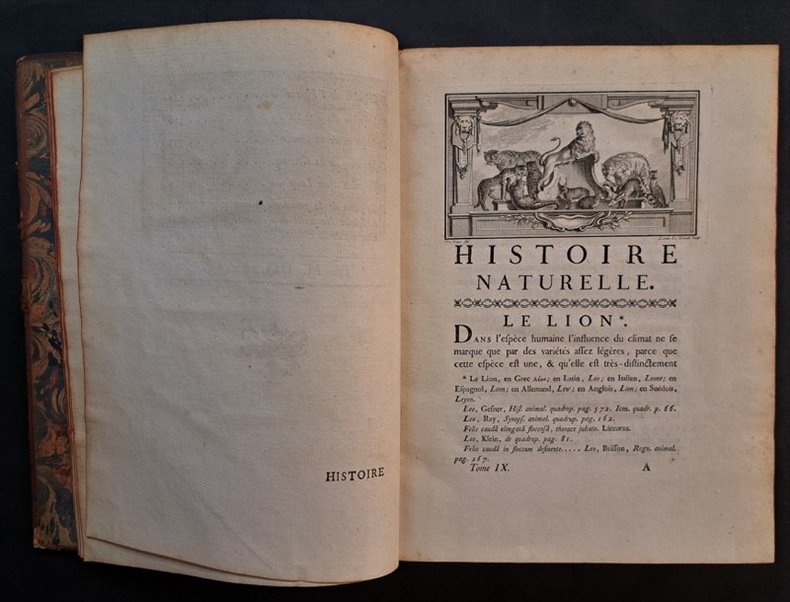 HISTOIRE
HISTOIRE
NATURELLE.
LE LION*.
DANS l'espèce humaine l'influence du climat ne se
marque que par des variétés aſſez légères, parce que
cette eſpèce eſt une, & qu'elle eſt très-diſtinctement
* Le Lion, en Grec en Latin, Leo; en Italien, Leone; en
Eſpagnol, Leon; en Allemand, Lew; en Anglois, Lion; en Suédois,
Leyon.
Leo, Geſner, Hiſt. animal. quadrup. pag. 572. Icon. quadr. p. 66.
Leo, Ray, Synopſ. animal. quadrup. pag. 162.
Felis caudâ elongatâ floccoſâ, thorace jubato. Linnæus.
Leo, Klein, de quadrup. pag. 81.
Felis caudâ in floccum deſinente..... Leo, Briſſon, Regn. animal.
pag. 267.
Tome IX. A